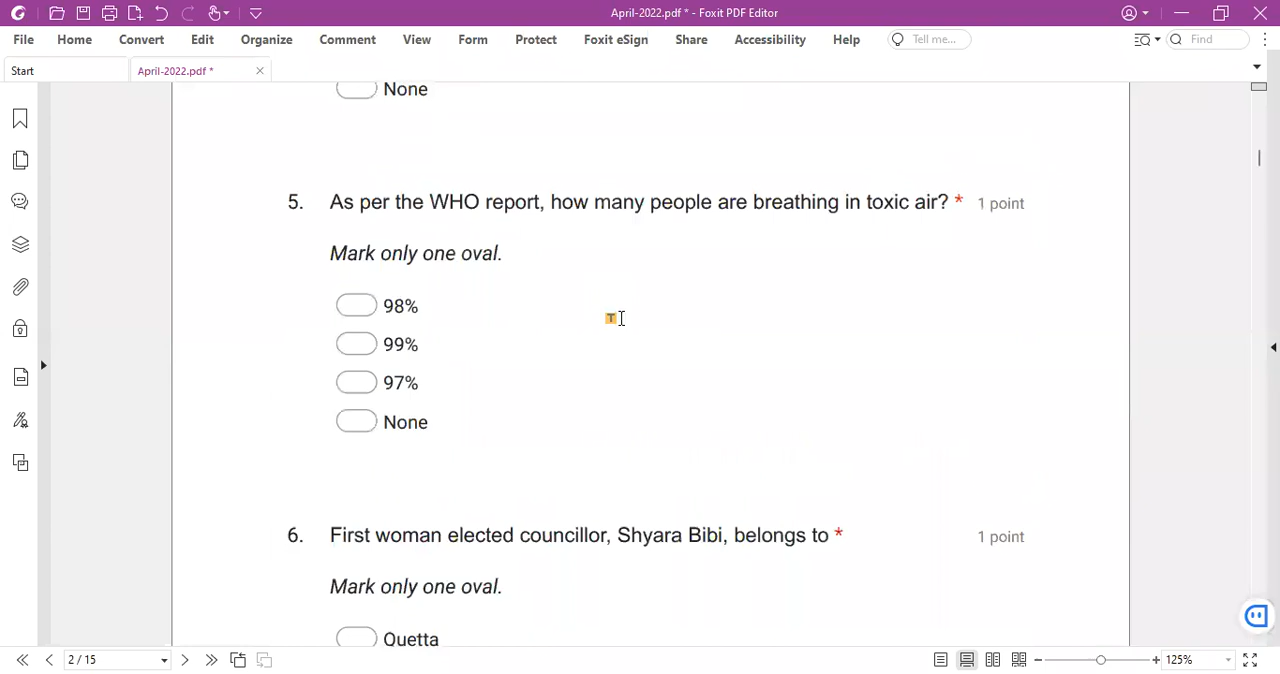 April-2022.pdf * - Foxit PDF Editor
File Home Convert Edit Organize Comment View Form Protect Foxit eSign Share Accessibility Help Tell me... Find
Start April-2022.pdf *
None
5. As per the WHO report, how many people are breathing in toxic air? * 1 point
Mark only one oval.
98%
99%
97%
None
6. First woman elected councillor, Shyara Bibi, belongs to * 1 point
Mark only one oval.
Quetta
2 / 15 125%